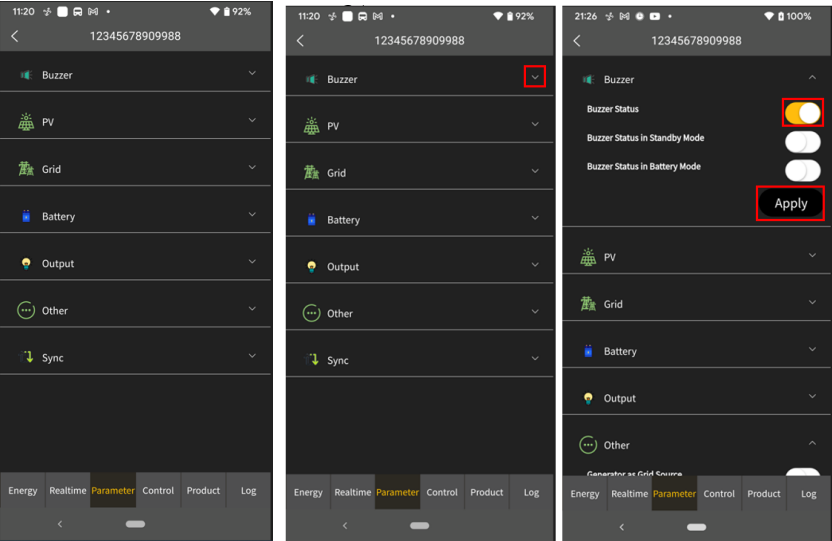 11:20 92%
12345678909988
Buzzer
PV
Grid
Battery
Output
Other
Sync
Energy Realtime Parameter Control Product Log
11:20 92%
12345678909988
Buzzer
PV
Grid
Battery
Output
Other
Sync
Energy Realtime Parameter Control Product Log
21:26 100%
12345678909988
Buzzer
Buzzer Status
Buzzer Status in Standby Mode
Buzzer Status in Battery Mode
Apply
PV
Grid
Battery
Output
Other
Generator as Grid Source
Energy Realtime Parameter Control Product Log